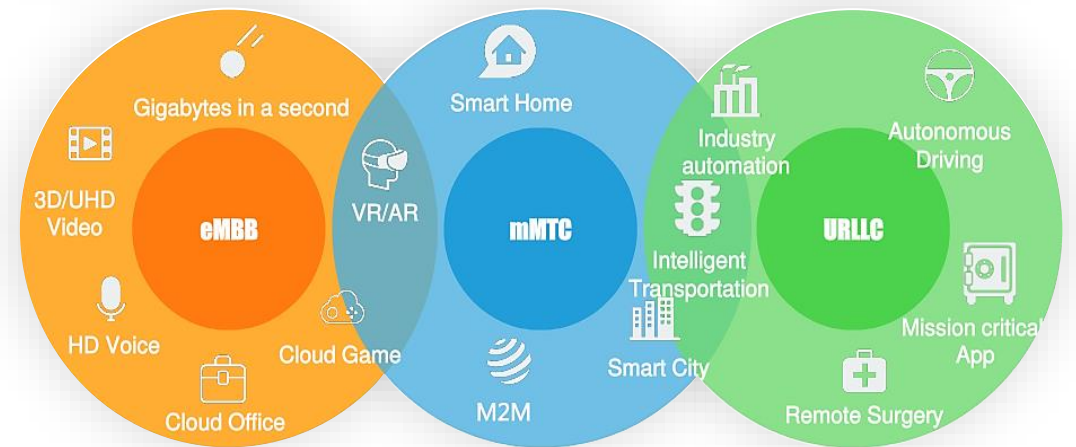 Gigabytes in a second
3D/UHD
Video
eMBB
HD Voice
Cloud Office
Cloud Game
VR/AR
Smart Home
mMTC
M2M
Smart City
Industry
automation
Intelligent
Transportation
URLLC
Autonomous
Driving
Mission critical
App
Remote Surgery